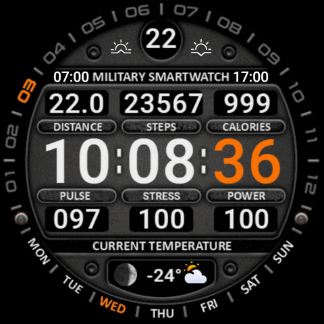 01 02 03 04 05 06 07 08 09 10 11 12
22
07:00 MILITARY SMARTWATCH 17:00
22.0 23567 999
DISTANCE STEPS CALORIES
10:08:36
PULSE STRESS POWER
097 100 100
CURRENT TEMPERATURE
-24°
MON TUE WED THU FRI SAT SUN